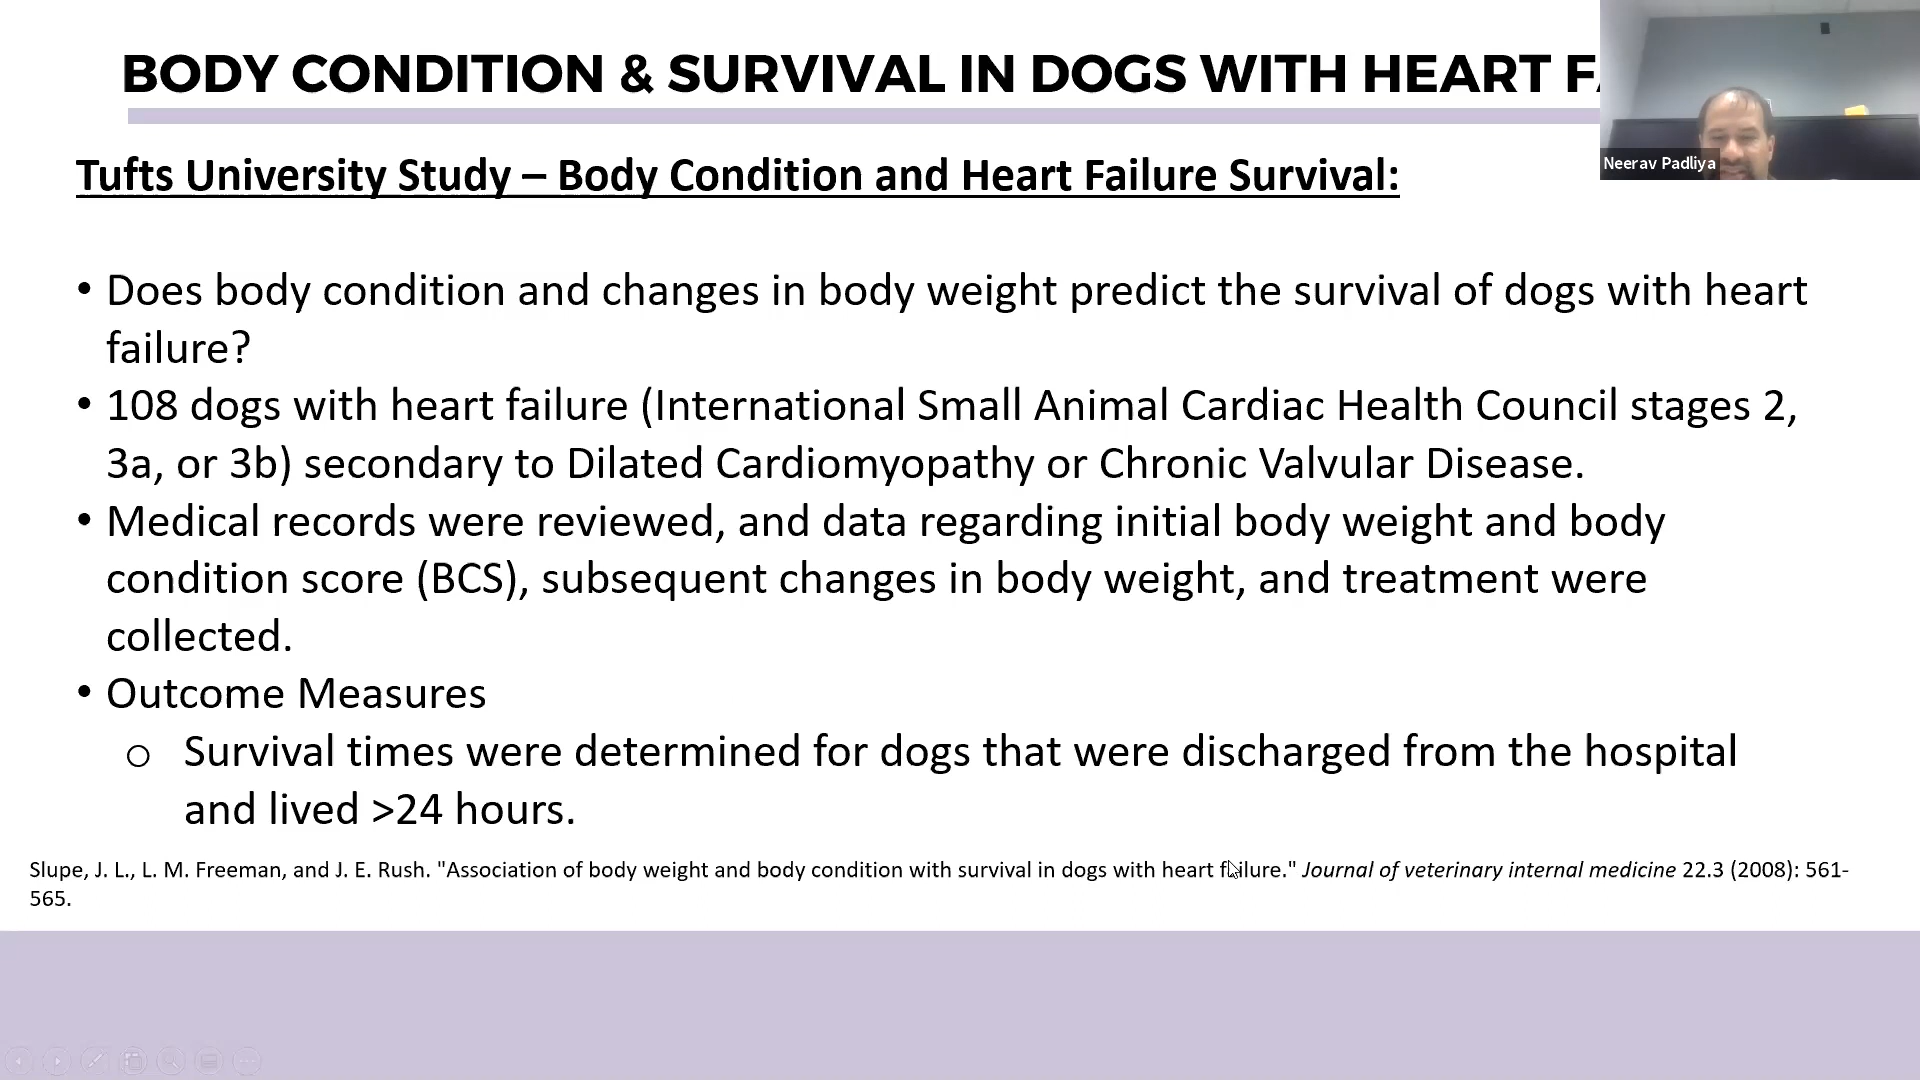 BODY CONDITION & SURVIVAL IN DOGS WITH HEART
Neerav Padliya
Tufts University Study – Body Condition and Heart Failure Survival:
• Does body condition and changes in body weight predict the survival of dogs with heart
failure?
• 108 dogs with heart failure (International Small Animal Cardiac Health Council stages 2,
3a, or 3b) secondary to Dilated Cardiomyopathy or Chronic Valvular Disease.
• Medical records were reviewed, and data regarding initial body weight and body
condition score (BCS), subsequent changes in body weight, and treatment were
collected.
• Outcome Measures
o Survival times were determined for dogs that were discharged from the hospital
and lived >24 hours.
Slupe, J. L., L. M. Freeman, and J. E. Rush. "Association of body weight and body condition with survival in dogs with heart failure." Journal of veterinary internal medicine 22.3 (2008): 561-
565.